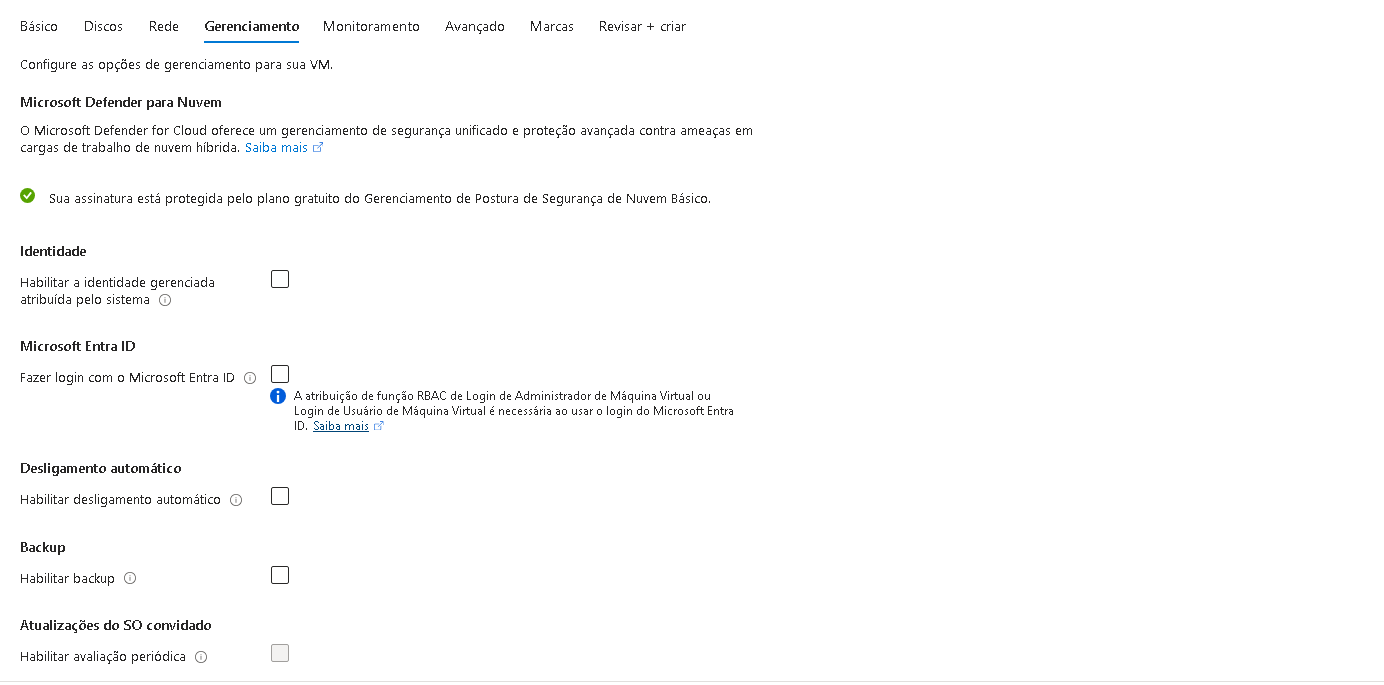 Básico Discos Rede Gerenciamento Monitoramento Avançado Marcas Revisar + criar
Configure as opções de gerenciamento para sua VM.
Microsoft Defender para Nuvem
O Microsoft Defender for Cloud oferece um gerenciamento de segurança unificado e proteção avançada contra ameaças em
cargas de trabalho de nuvem híbrida. Saiba mais
Sua assinatura está protegida pelo plano gratuito do Gerenciamento de Postura de Segurança de Nuvem Básico.
Identidade
Habilitar a identidade gerenciada
atribuída pelo sistema
Microsoft Entra ID
Fazer login com o Microsoft Entra ID
A atribuição de função RBAC de Login de Administrador de Máquina Virtual ou
Login de Usuário de Máquina Virtual é necessária ao usar o login do Microsoft Entra
ID. Saiba mais
Desligamento automático
Habilitar desligamento automático
Backup
Habilitar backup
Atualizações do SO convidado
Habilitar avaliação periódica